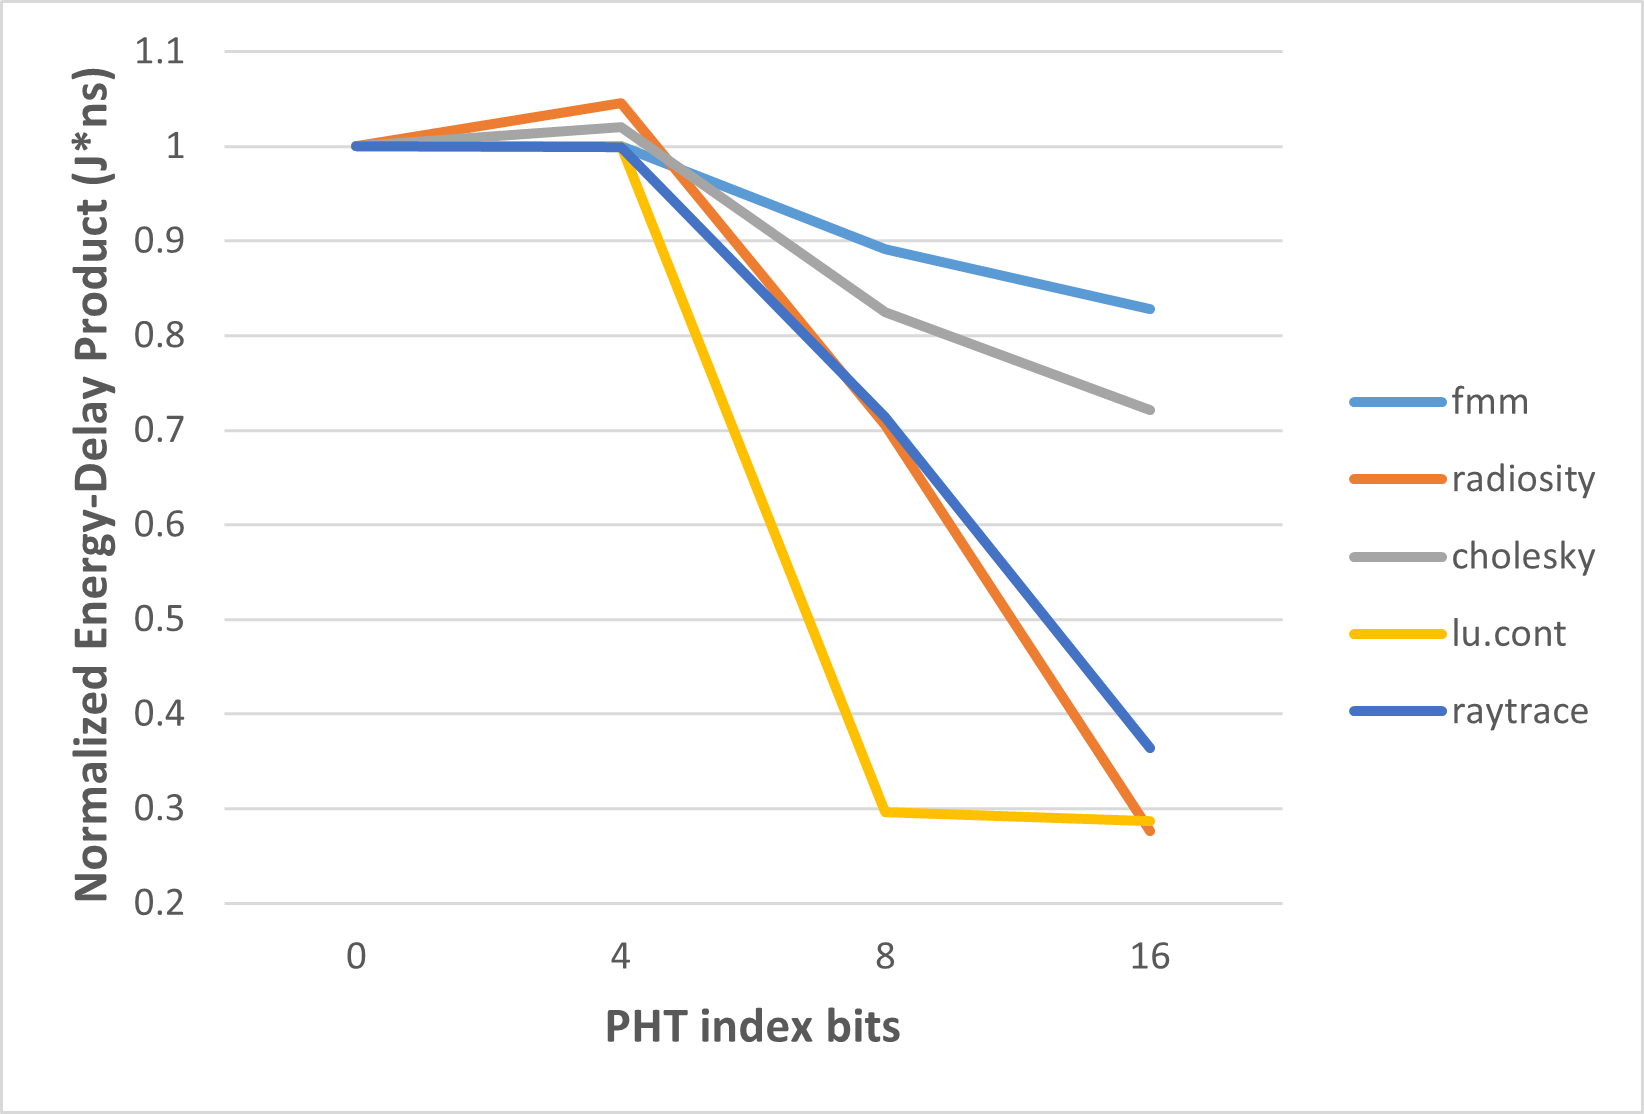 Normalized Energy-Delay Product (J*ns)
1.1
1
0.9
0.8
0.7
0.6
0.5
0.4
0.3
0.2
0 4 8 16
PHT index bits
fmm
radiosity
cholesky
lu.cont
raytrace